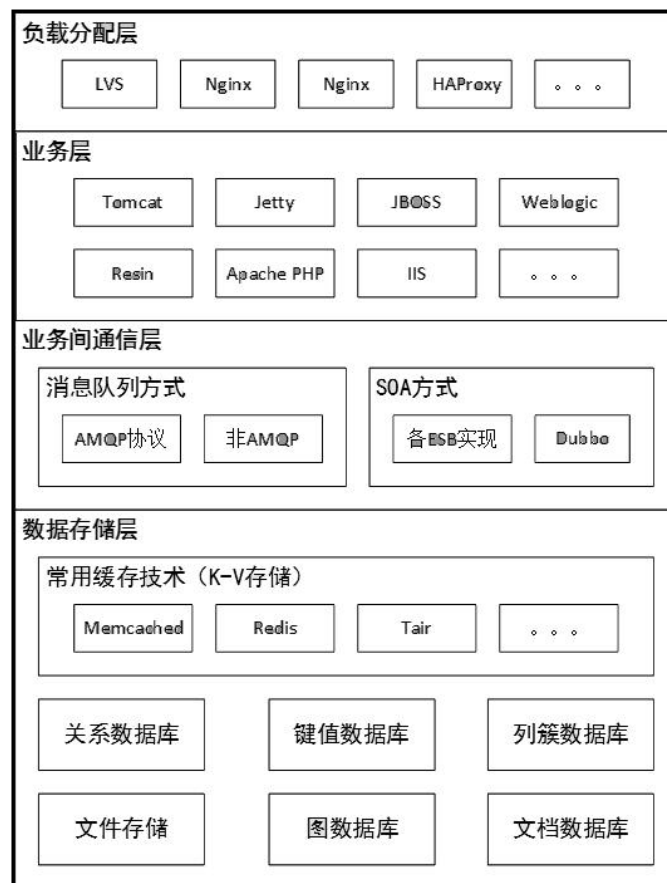 负载分配层
LVS Nginx Nginx HAProxy 。。。
业务层
Tomcat Jetty JBOSS Weblogic
Resin Apache PHP IIS 。。。
业务间通信层
消息队列方式 SOA方式
AMQP协议 非AMQP 各ESB实现 Dubbo
数据存储层
常用缓存技术（K-V存储）
Memcached Redis Tair 。。。
关系数据库 键值数据库 列簇数据库
文件存储 图数据库 文档数据库